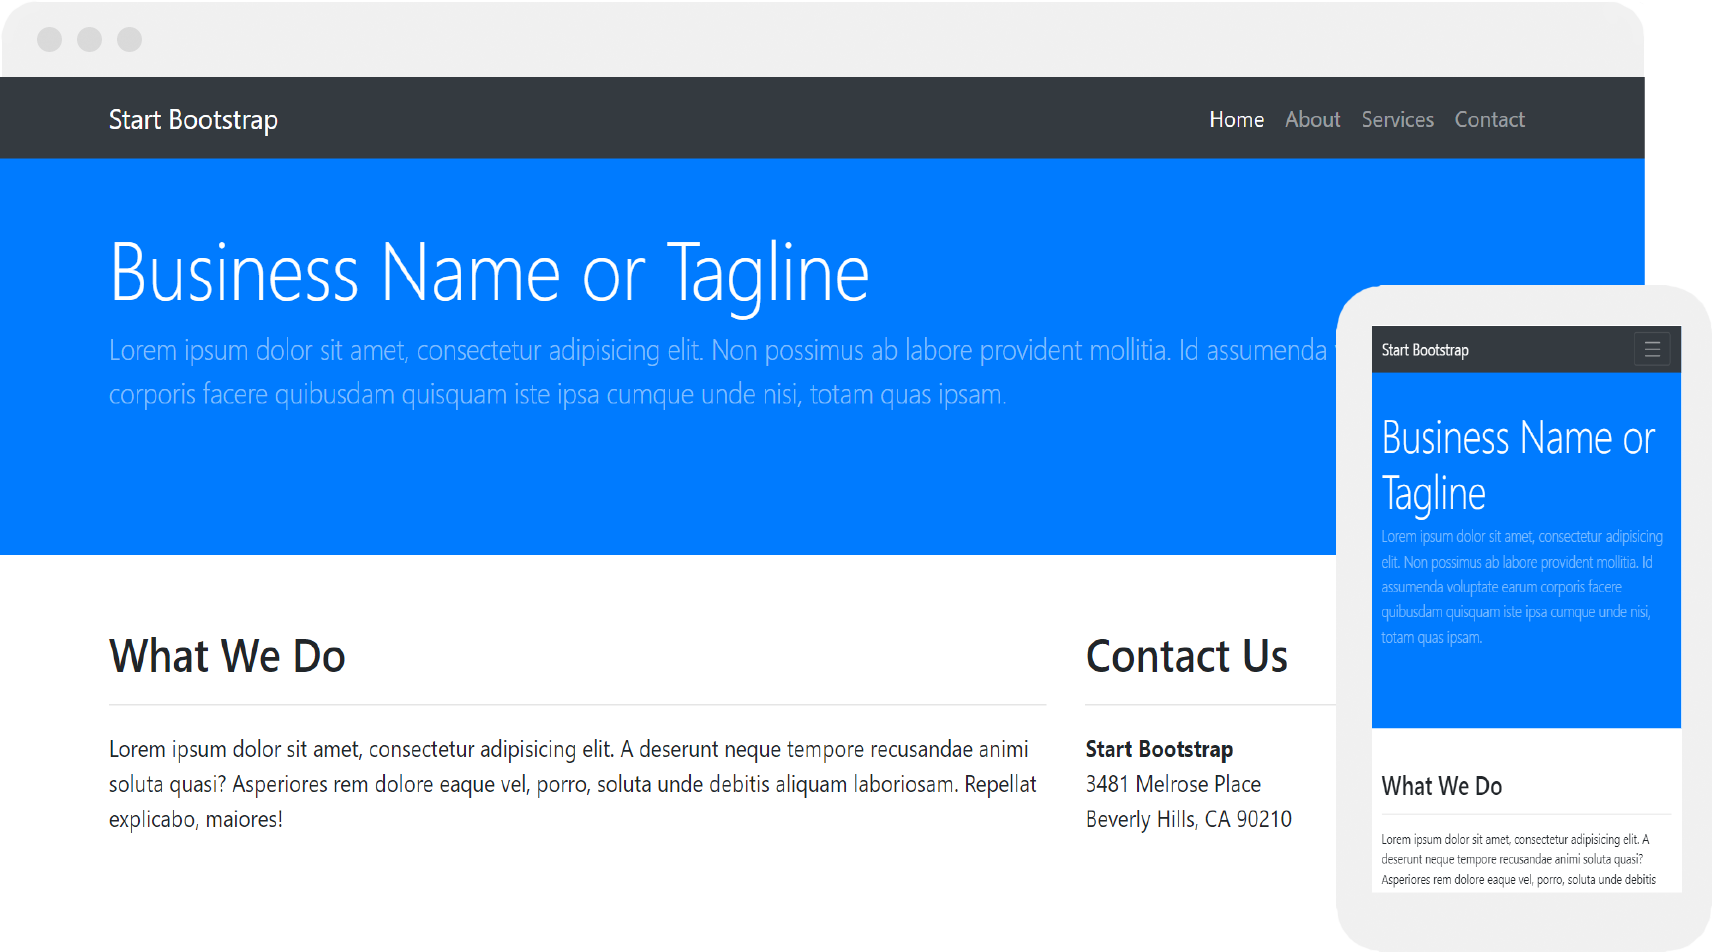 Start Bootstrap
Home About Services Contact
Business Name or Tagline
Lorem ipsum dolor sit amet, consectetur adipisicing elit. Non possimus ab labore provident mollitia. Id assumenda
corporis facere quibusdam quisquam iste ipsa cumque unde nisi, totam quas ipsam.
What We Do
Lorem ipsum dolor sit amet, consectetur adipisicing elit. A deserunt neque tempore recusandae animi
soluta quasi? Asperiores rem dolore eaque vel, porro, soluta unde debitis aliquam laboriosam. Repellat
explicabo, maiores!
Contact Us
Start Bootstrap
3481 Melrose Place
Beverly Hills, CA 90210
Start Bootstrap
Business Name or
Tagline
Lorem ipsum dolor sit amet, consectetur adipisicing
elit. Non possimus ab labore provident mollitia. Id
assumenda voluptate earum corporis facere
quibusdam quisquam iste ipsa cumque unde nisi,
totam quas ipsam.
What We Do
Lorem ipsum dolor sit amet, consectetur adipisicing elit. A
deserunt neque tempore recusandae animi soluta quasi?
Asperiores rem dolore eaque vel, porro, soluta unde debitis